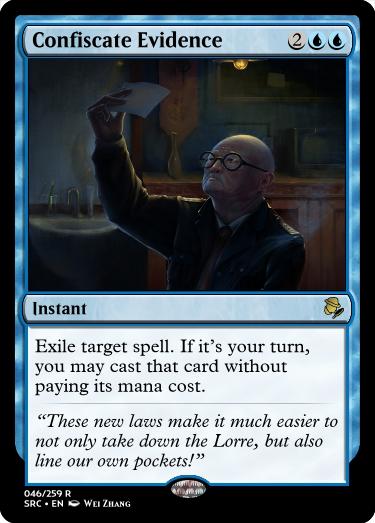 Confiscate Evidence 2
Instant
Exile target spell. If it's your turn,
you may cast that card without
paying its mana cost.
“These new laws make it much easier to
not only take down the Lorre, but also
line our own pockets!”
046/259 R
SRC • EN Wei Zhang